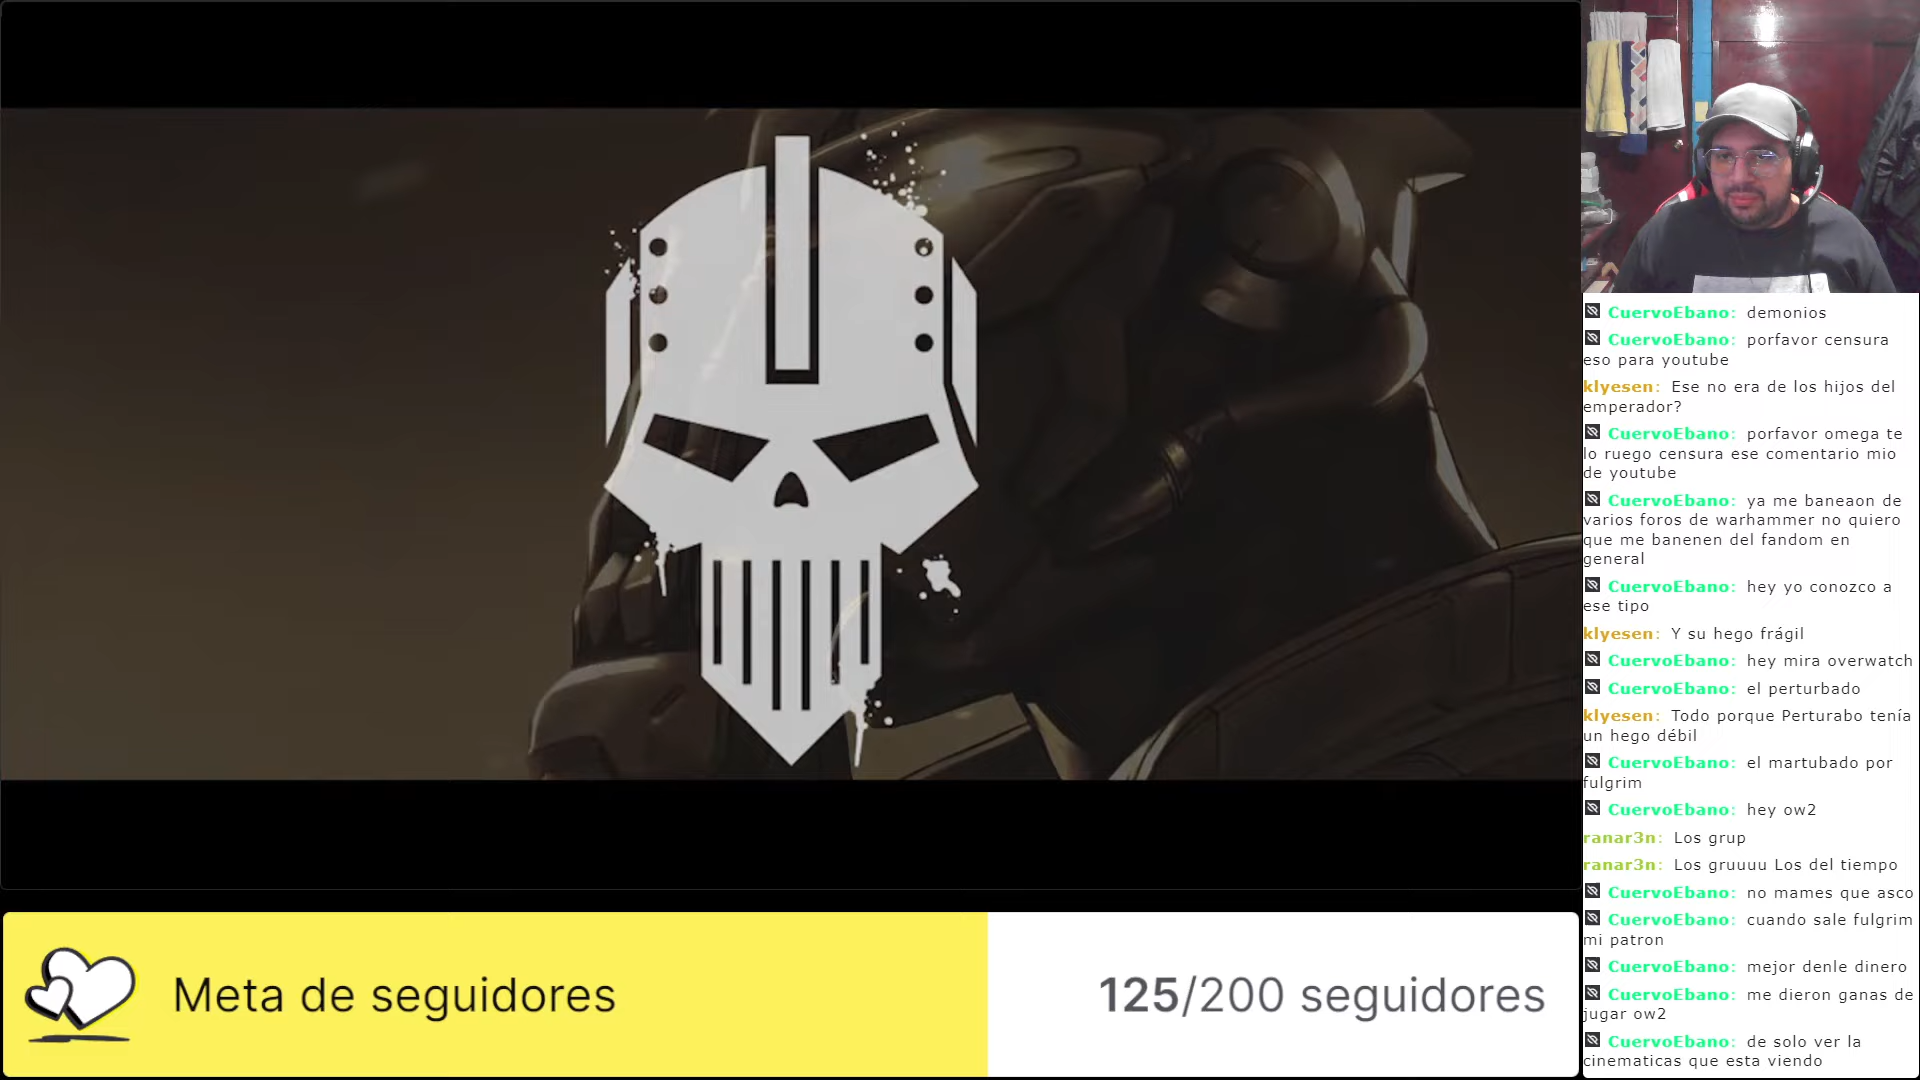 CuervoEbano: demonios
CuervoEbano: porfavor censura
eso para youtube
klyesen: Ese no era de los hijos del
emperador?
CuervoEbano: porfavor omega te
lo ruego censura ese comentario mio
de youtube
CuervoEbano: ya me baneaon de
varios foros de warhammer no quiero
que me banenen del fandom en
general
CuervoEbano: hey yo conozco a
ese tipo
klyesen: Y su hego frágil
CuervoEbano: hey mira overwatch
CuervoEbano: el perturbado
klyesen: Todo porque Perturabo tenía
un hego débil
CuervoEbano: el martubado por
fulgrim
CuervoEbano: hey ow2
ranar3n: Los grup
ranar3n: Los gruuuu Los del tiempo
CuervoEbano: no mames que asco
CuervoEbano: cuando sale fulgrim
mi patron
CuervoEbano: mejor denle dinero
CuervoEbano: me dieron ganas de
jugar ow2
CuervoEbano: de solo ver la
cinematicas que esta viendo
Meta de seguidores
125/200 seguidores